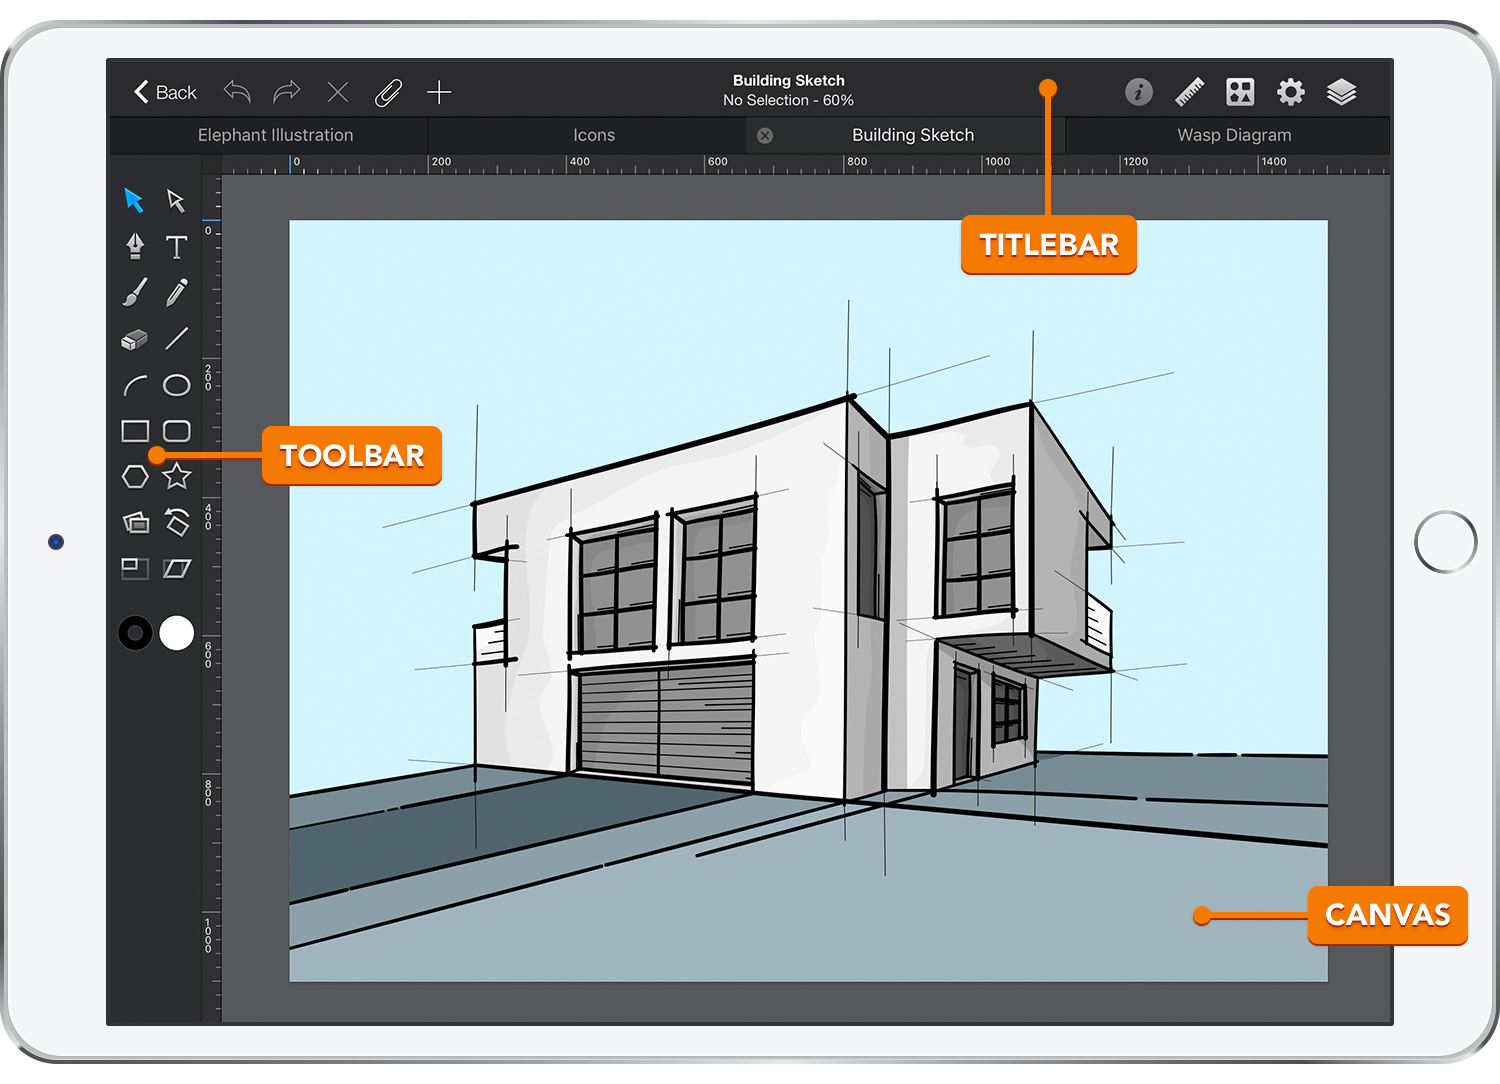 Back
Building Sketch
No Selection - 60%
i
Elephant Illustration
Icons
Building Sketch
Wasp Diagram
0
200
400
600
800
1000
1200
1400
T
0
200
400
600
800
1000
TITLEBAR
TOOLBAR
CANVAS